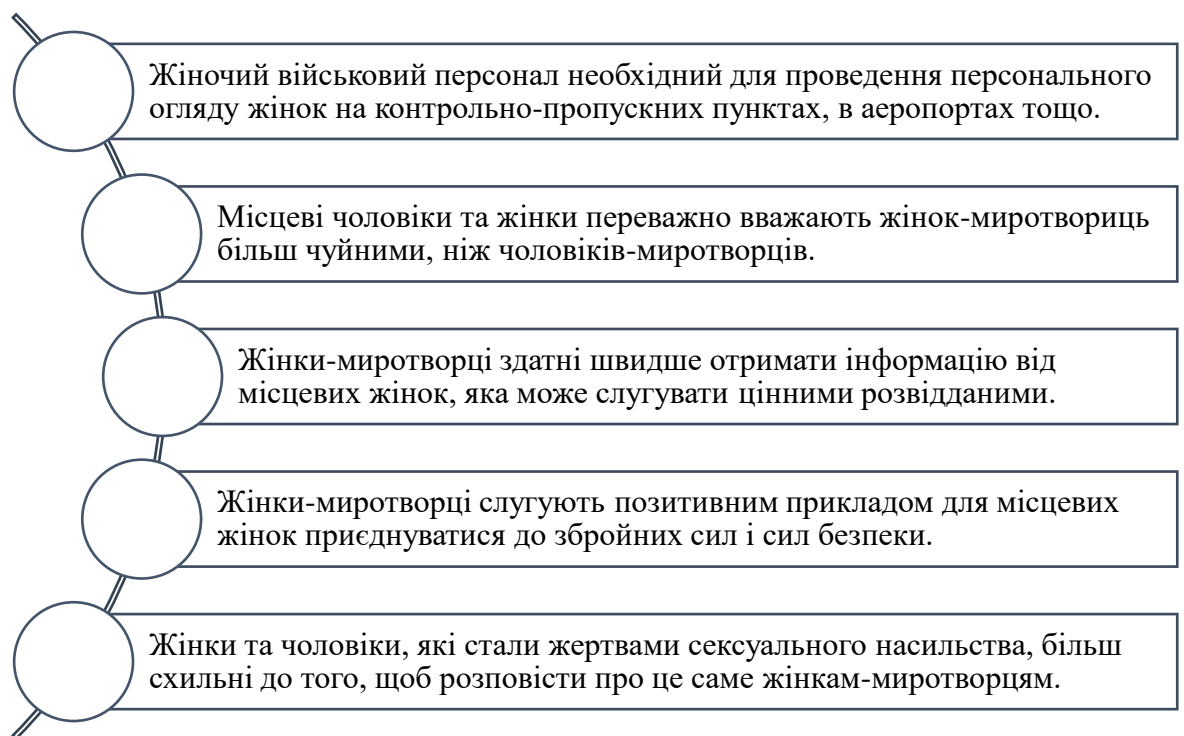 Жіночий військовий персонал необхідний для проведення персонального
огляду жінок на контрольно-пропускних пунктах, в аеропортах тощо.
Місцеві чоловіки та жінки переважно вважають жінок-миротвориць
більш чуйними, ніж чоловіків-миротворців.
Жінки-миротворці здатні швидше отримати інформацію від
місцевих жінок, яка може слугувати цінними розвідданими.
Жінки-миротворці слугують позитивним прикладом для місцевих
жінок приєднуватися до збройних сил і сил безпеки.
Жінки та чоловіки, які стали жертвами сексуального насильства, більш
схильні до того, щоб розповісти про це саме жінкам-миротворцям.